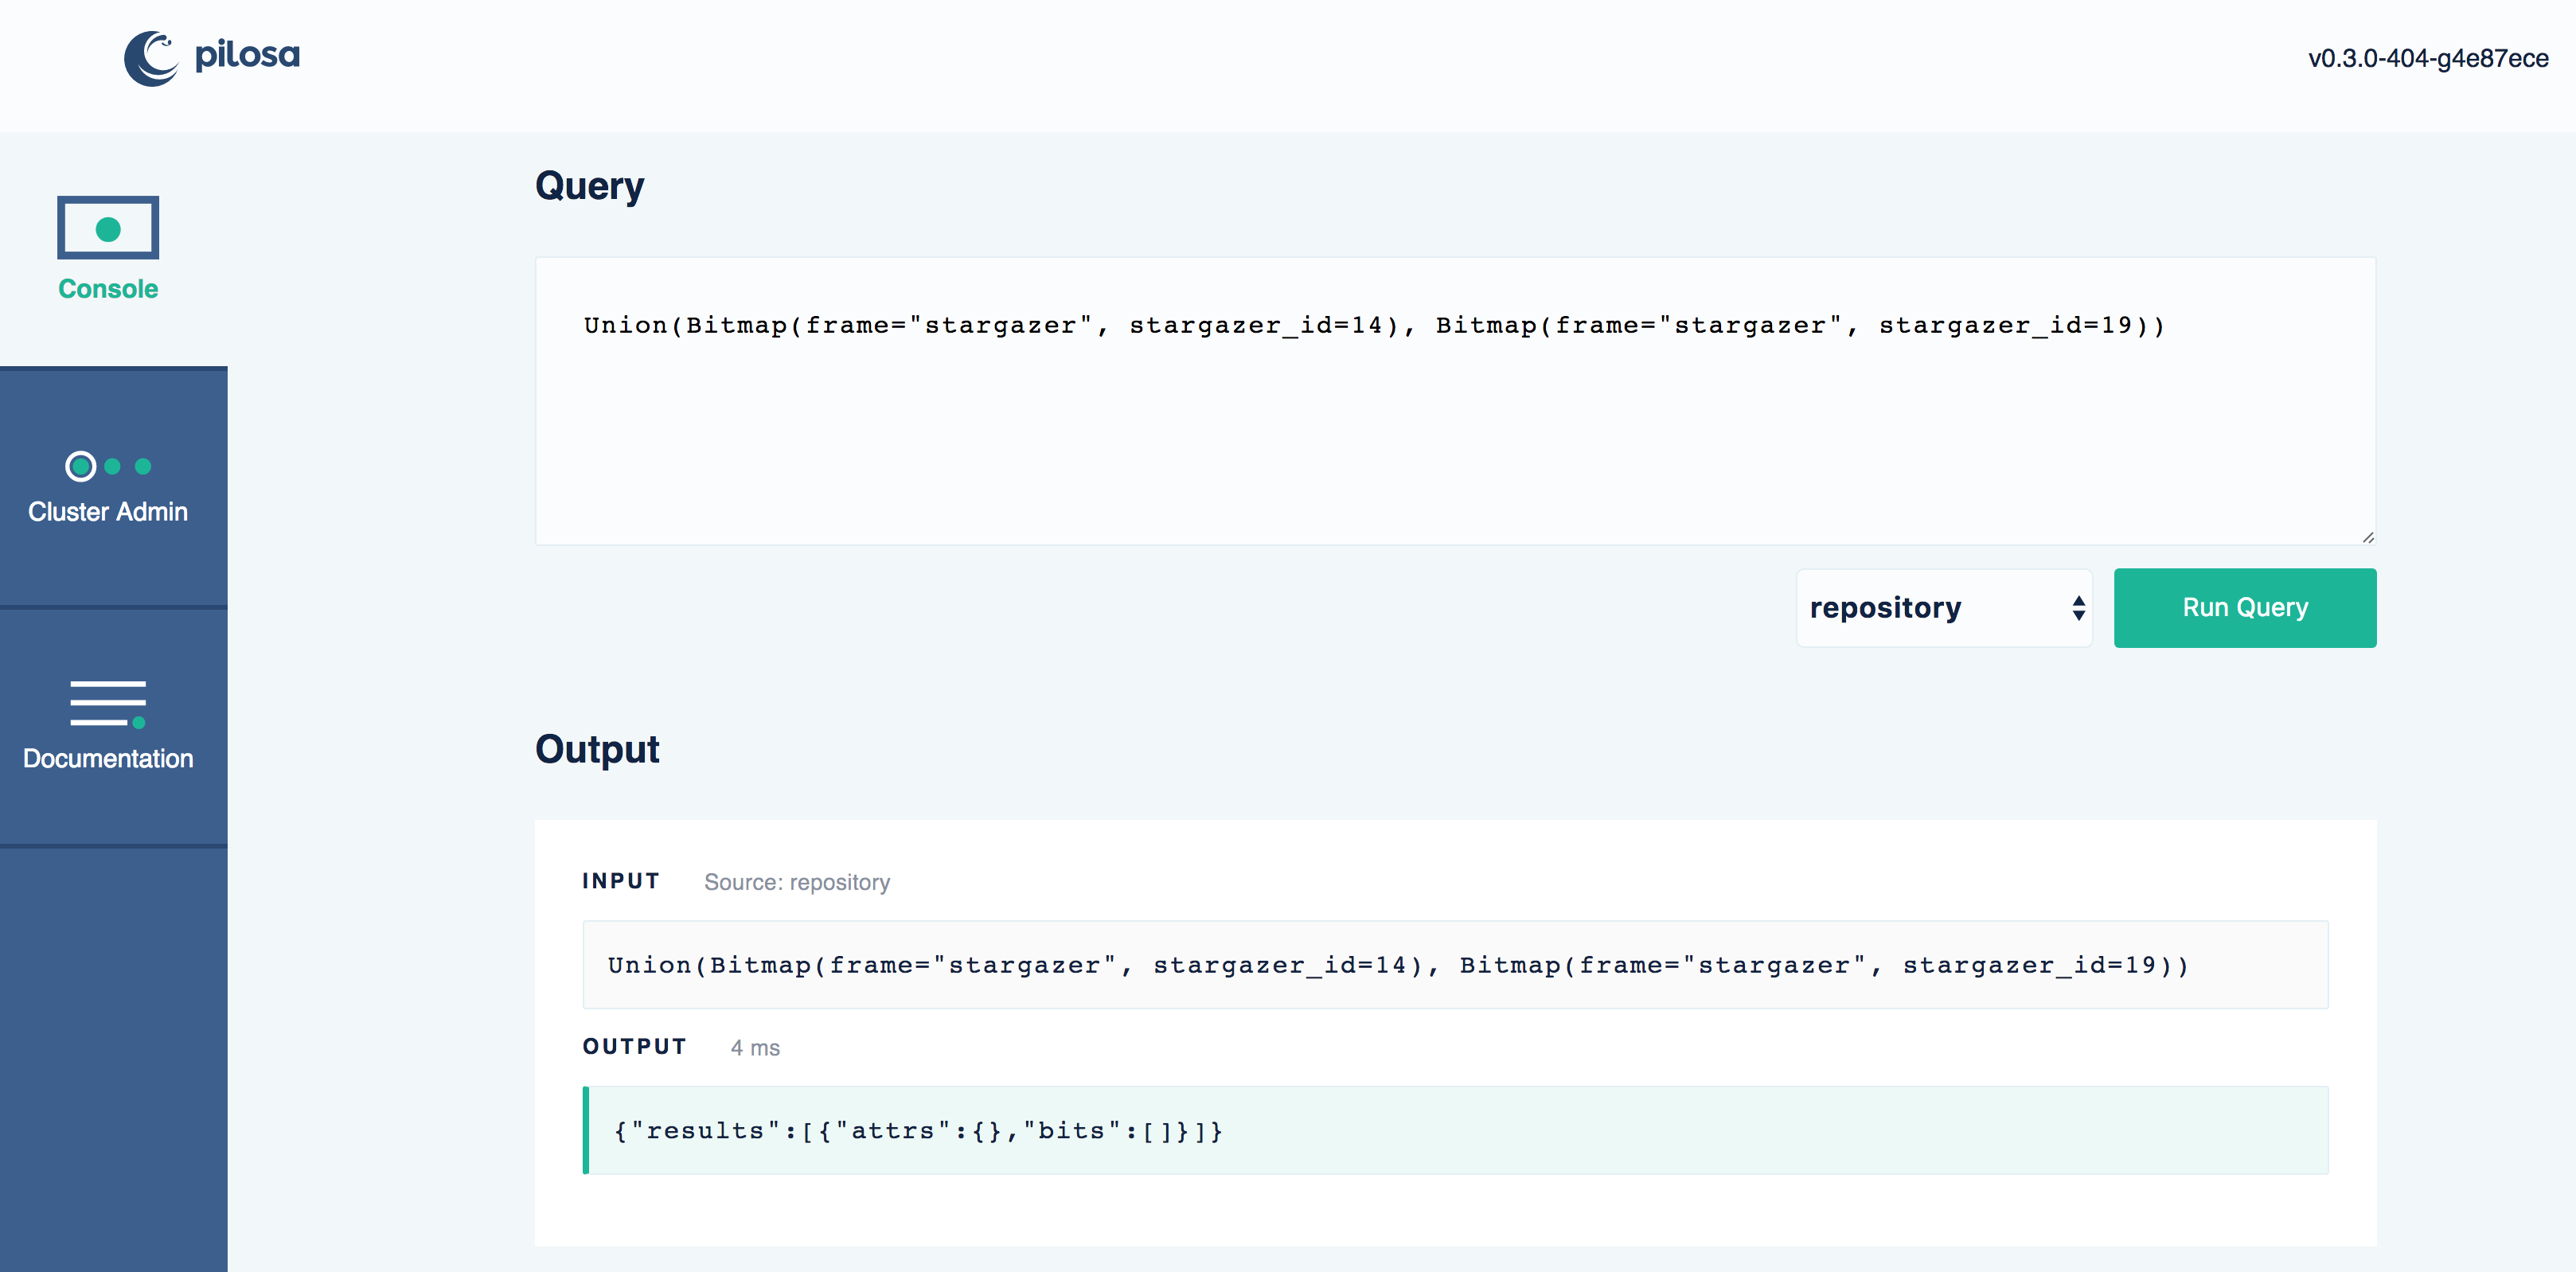 pilosa
v0.3.0-404-g4e87ece
Console
Cluster Admin
Documentation
Query
Union(Bitmap(frame="stargazer", stargazer_id=14), Bitmap(frame="stargazer", stargazer_id=19))
repository
Run Query
Output
INPUT Source: repository
Union(Bitmap(frame="stargazer", stargazer_id=14), Bitmap(frame="stargazer", stargazer_id=19))
OUTPUT 4 ms
{"results":[{"attrs":{},"bits":[]}]}